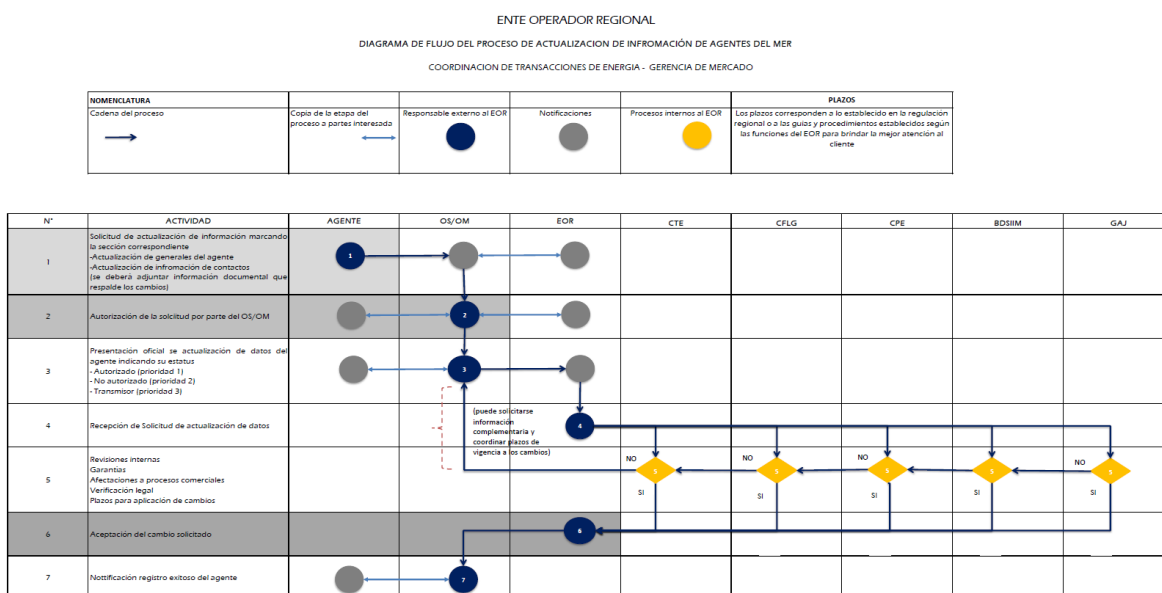 ENTE OPERADOR REGIONAL
DIAGRAMA DE FLUJO DEL PROCESO DE ACTUALIZACION DE INFROMACIÓN DE AGENTES DEL MER
COORDINACION DE TRANSACCIONES DE ENERGIA - GERENCIA DE MERCADO
NOMENCLATURA
PLAZOS
Cadena del proceso
Copia de la etapa del
proceso a partes interesada
Responsable externo al EOR
Notificaciones
Procesos internos al EOR
Los plazos corresponden a lo establecido en la regulación
regional o a las guías y procedimientos establecidos según
las funciones del EOR para brindar la mejor atención al
cliente
N° ACTIVIDAD AGENTE OS/OM EOR CTE CFLG CPE BDSIIM GAJ
1
Solicitud de actualización de información marcando
la sección correspondiente
-Actualización de generales del agente
-Actualización de infromación de contactos
(se deberá adjuntar información documental que
respalde los cambios)
1
2
Autorización de la solcitud por parte del OS/OM
2
3
Presentación oficial se actualización de datos del
agente indicando su estatus
- Autorizado (prioridad 1)
- No autorizado (prioridad 2)
- Transmisor (prioridad 3)
3
4
Recepción de Solicitud de actualización de datos
(puede solicitarse
información
complementaria y
coordinar plazos de
vigencia a los cambios)
4
5
Revisiones internas
Garantías
Afectaciones a procesos comerciales
Verificación legal
Plazos para aplicación de cambios
NO NO NO NO NO
5 5 5 5 5
SI SI SI SI SI
6
Aceptación del cambio solicitado
6
7
Nottificación registro exitoso del agente
7